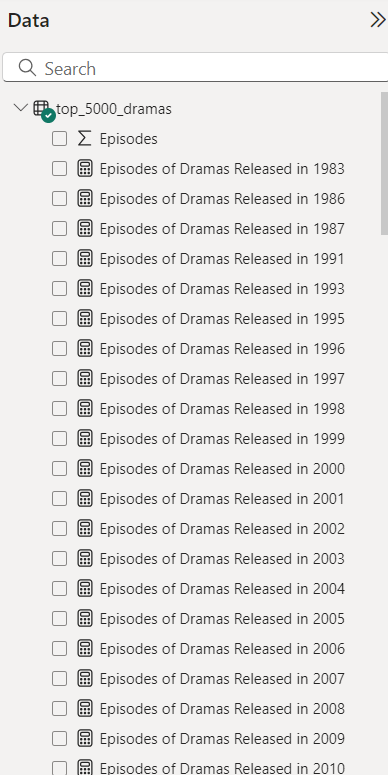 Data
Search
top_5000_dramas
Episodes
Episodes of Dramas Released in 1983
Episodes of Dramas Released in 1986
Episodes of Dramas Released in 1987
Episodes of Dramas Released in 1991
Episodes of Dramas Released in 1993
Episodes of Dramas Released in 1995
Episodes of Dramas Released in 1996
Episodes of Dramas Released in 1997
Episodes of Dramas Released in 1998
Episodes of Dramas Released in 1999
Episodes of Dramas Released in 2000
Episodes of Dramas Released in 2001
Episodes of Dramas Released in 2002
Episodes of Dramas Released in 2003
Episodes of Dramas Released in 2004
Episodes of Dramas Released in 2005
Episodes of Dramas Released in 2006
Episodes of Dramas Released in 2007
Episodes of Dramas Released in 2008
Episodes of Dramas Released in 2009
Episodes of Dramas Released in 2010